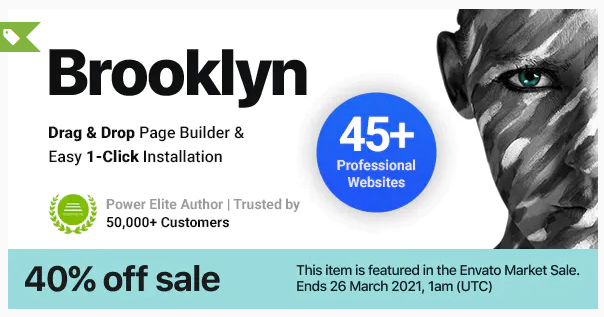 Brooklyn
Drag & Drop Page Builder &
Easy 1-Click Installation
45+
Professional
Websites
Power Elite Author | Trusted by
50,000+ Customers
40% off sale
This item is featured in the Envato Market Sale.
Ends 26 March 2021, 1am (UTC)